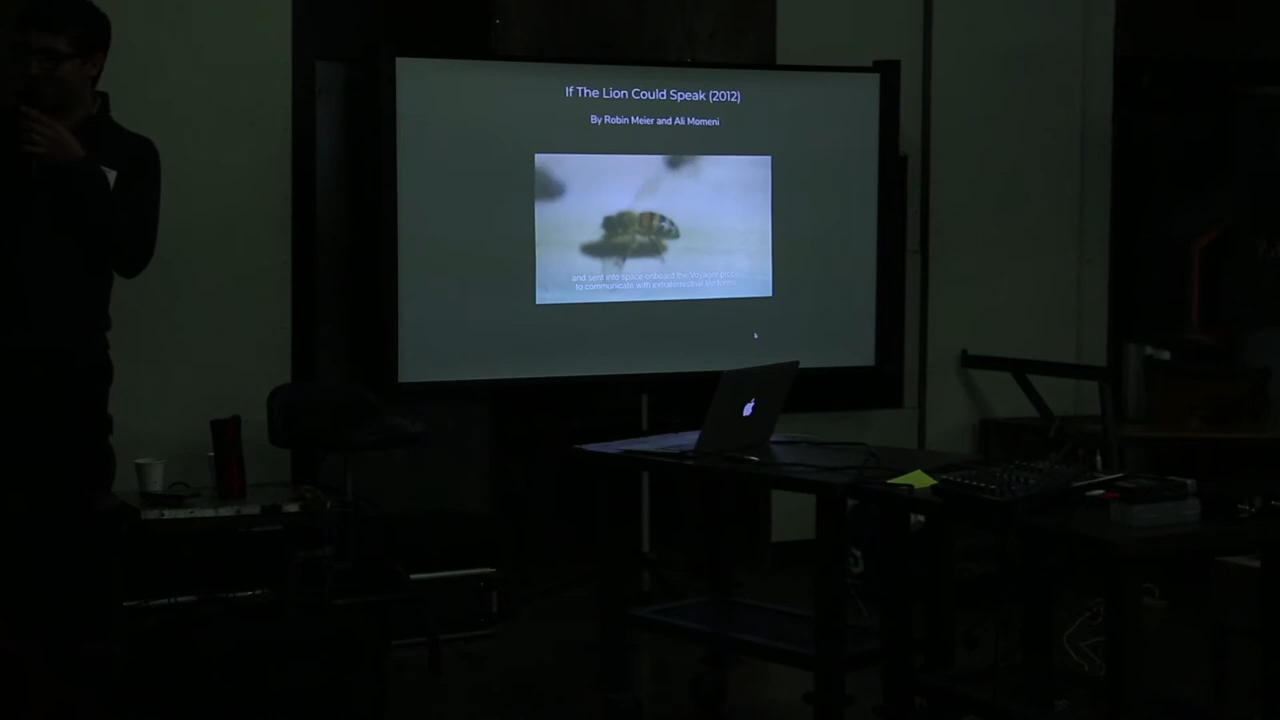 If The Lion Could Speak (2012)
By Robin Meier and Ali Momeni
and sent into space onboard the Voyager probe
to communicate with extraterrestrial life forms